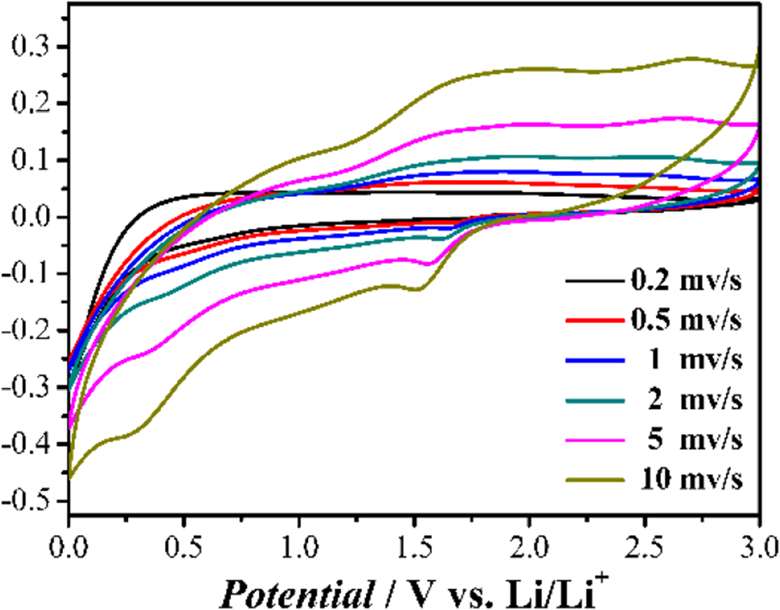 0.3
0.2
0.1
0.0
-0.1
-0.2
-0.3
-0.4
-0.5
0.2 mv/s
0.5 mv/s
1 mv/s
2 mv/s
5 mv/s
10 mv/s
0.0 0.5 1.0 1.5 2.0 2.5 3.0
Potential / V vs. Li/Li⁺